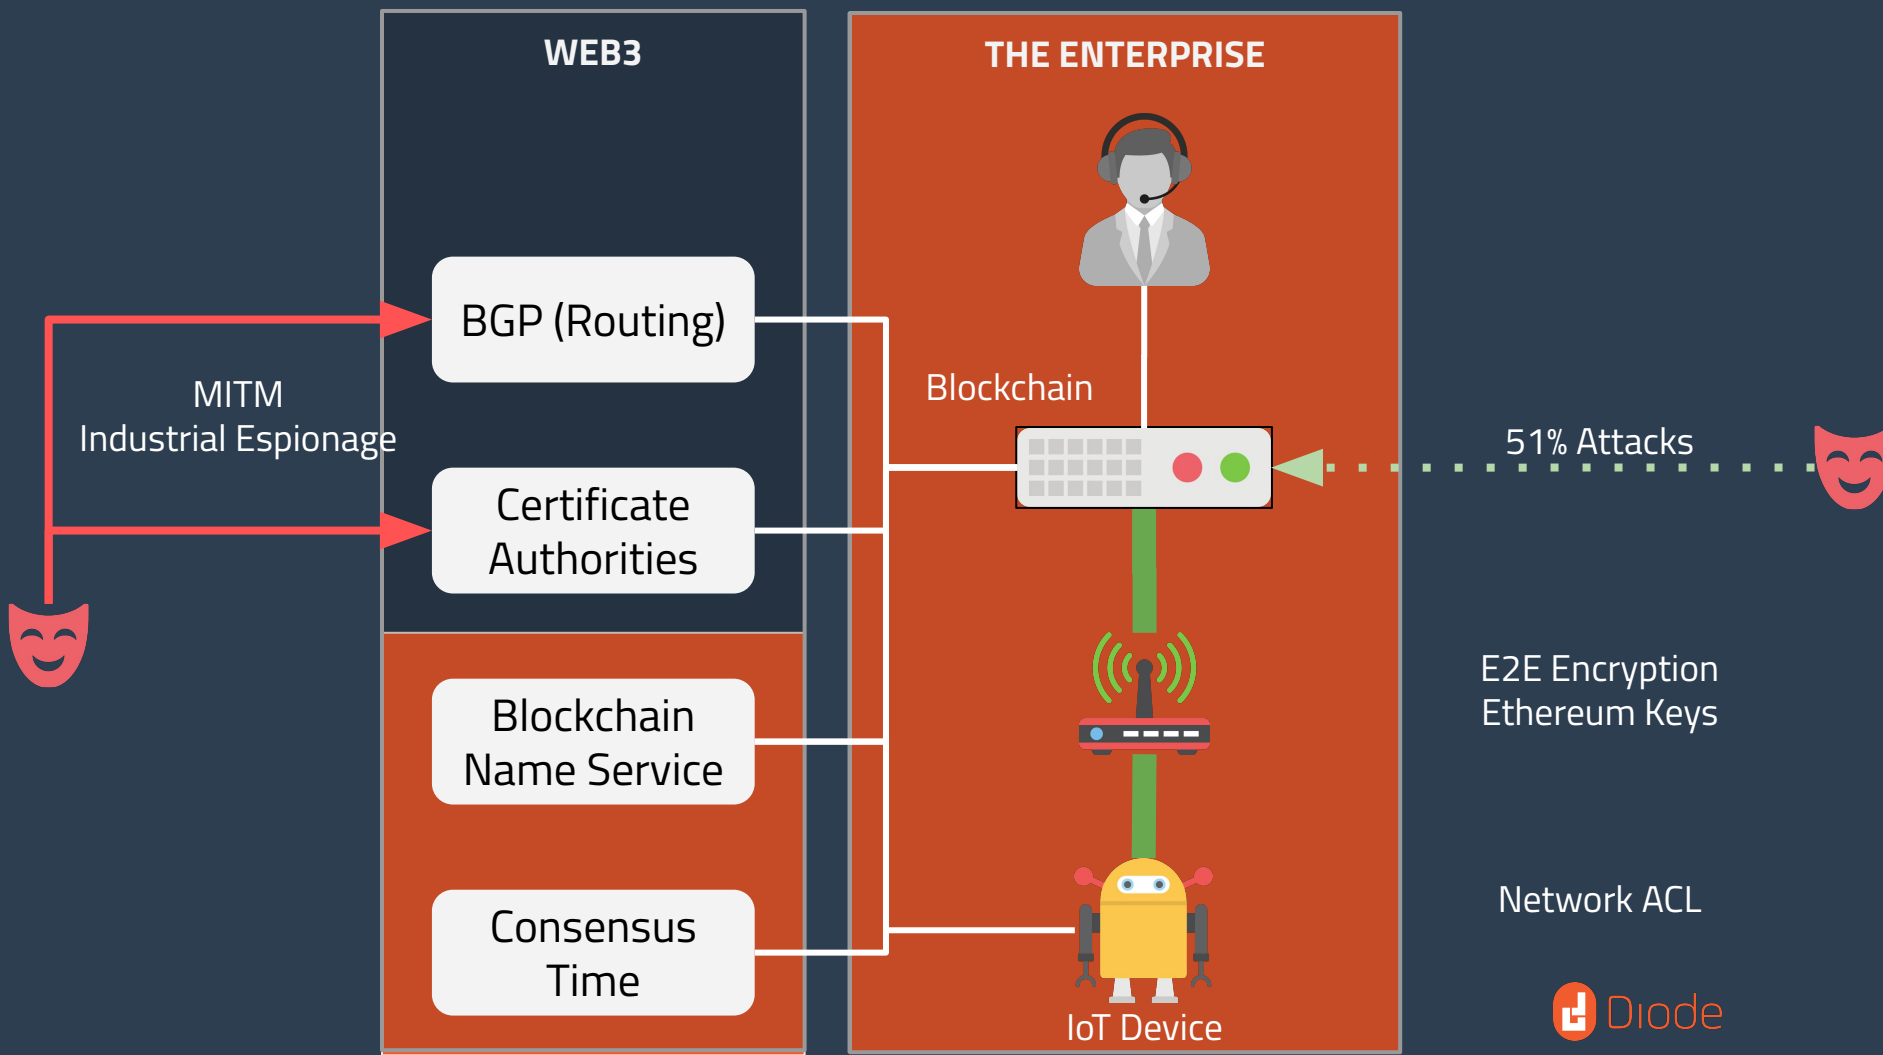 WEB3
THE ENTERPRISE
BGP (Routing)
MITM
Industrial Espionage
Blockchain
51% Attacks
Certificate
Authorities
E2E Encryption
Ethereum Keys
Blockchain
Name Service
Network ACL
Consensus
Time
IoT Device
Diode